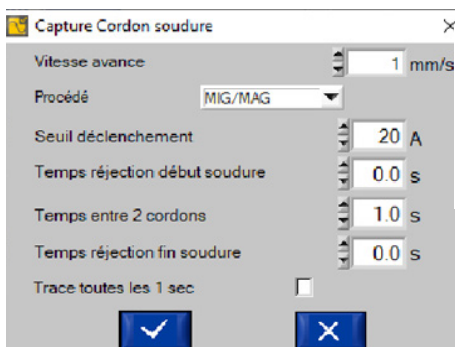 Capture Cordon soudure
Vitesse avance 1 mm/s
Procédé MIG/MAG
Seuil déclenchement 20 A
Temps réjection début soudure 0.0 s
Temps entre 2 cordons 1.0 s
Temps réjection fin soudure 0.0 s
Trace toutes les 1 sec